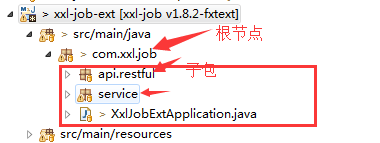 > xxl-job-ext [xxl-job v1.8.2-fxtext]
> src/main/java 根节点
> com.xxl.job
api.restful 子包
service
> XxlJobExtApplication.java
src/main/resources